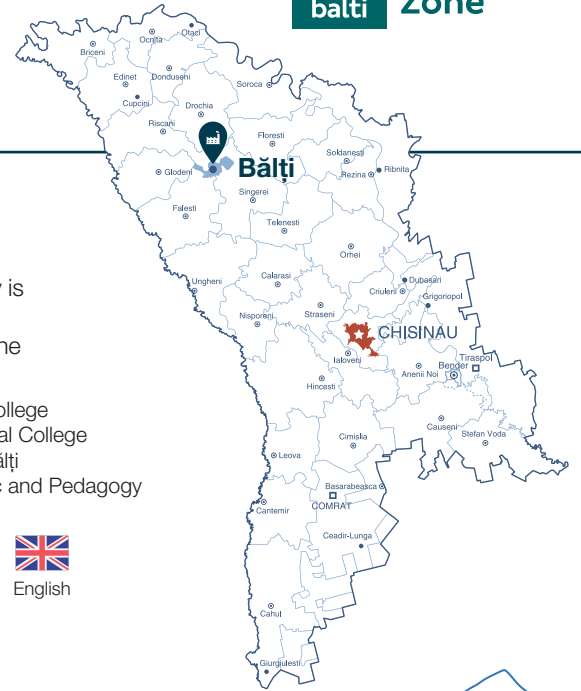 balti Zone
Otaci
Ocnita
Briceni
Edinet
Donduseni
Soroca
Cupcini
Drochia
Riscani
Floresti
Soldanesti
Bălți
Glodeni
Rezina
Ribnita
Singerei
Falesti
Telenesti
Orhei
Ungheni
Calarasi
Dubasari
y is
Criuleni
Grigoriopol
Nisporeni
Straseni
CHISINAU
ne
Ialoveni
Tiraspol
Bender
Anenii Noi
Hincesti
ollege
Causeni
al College
Cimislia
Stefan Voda
ălți
Leova
c and Pedagogy
Basarabeasca
COMRAT
Cantemir
Ceadir-Lunga
English
Cahul
Giurgiulesti